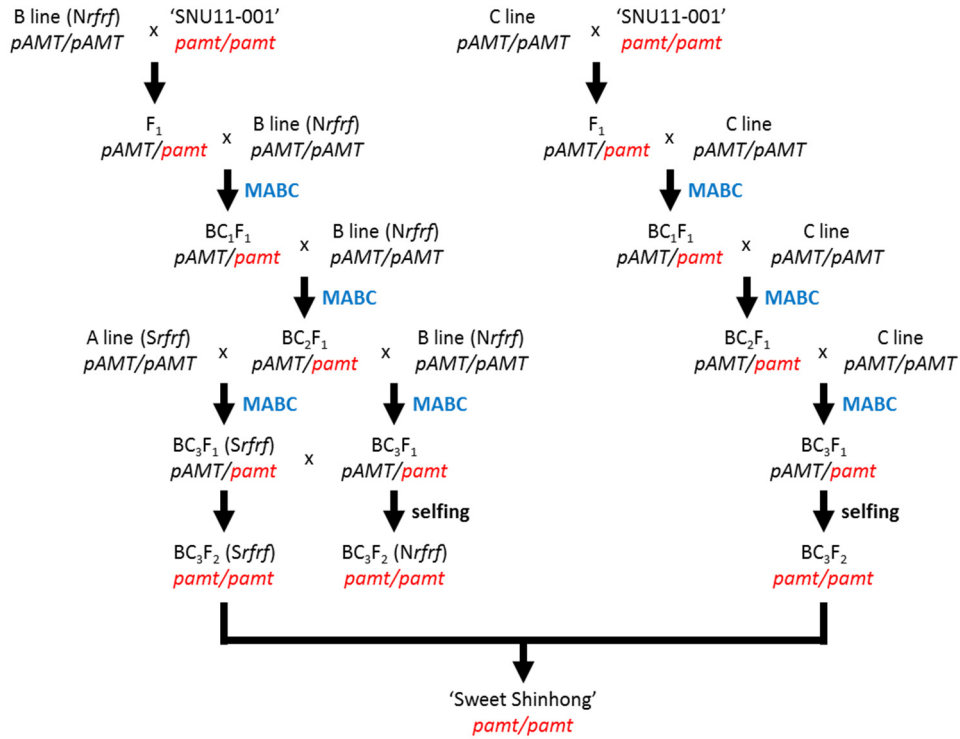 B line (Nrfrf) x 'SNU11-001' C line x 'SNU11-001'
pAMT/pAMT pamt/pamt pAMT/pAMT pamt/pamt
F₁ x B line (Nrfrf) F₁ x C line
pAMT/pamt pAMT/pAMT pAMT/pamt pAMT/pAMT
MABC MABC
BC₁F₁ x B line (Nrfrf) BC₁F₁ x C line
pAMT/pamt pAMT/pAMT pAMT/pamt pAMT/pAMT
MABC MABC
A line (Srfrf) x BC₂F₁ x B line (Nrfrf) BC₂F₁ x C line
pAMT/pAMT pAMT/pamt pAMT/pAMT pAMT/pamt pAMT/pAMT
MABC MABC MABC
BC₃F₁ (Srfrf) x BC₃F₁ BC₃F₁
pAMT/pamt pAMT/pamt pAMT/pamt
selfing selfing
BC₃F₂ (Srfrf) BC₃F₂ (Nrfrf) BC₃F₂
pamt/pamt pamt/pamt pamt/pamt
'Sweet Shinhong'
pamt/pamt